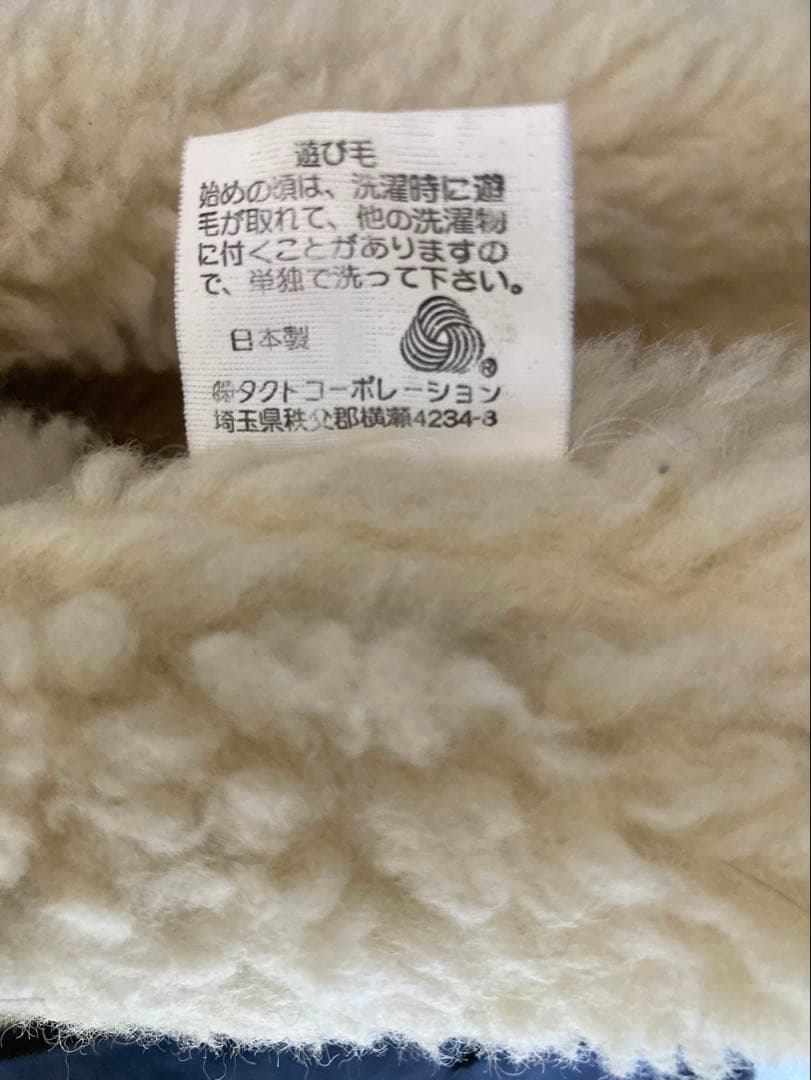 遊び毛
始めの頃は、洗濯時に遊
毛が取れて、他の洗濯物
に付くことがありますの
で、単独で洗って下さい。
日本製
®
㈱タクトコーポレーション
埼玉県秩父郡横瀬4234-8